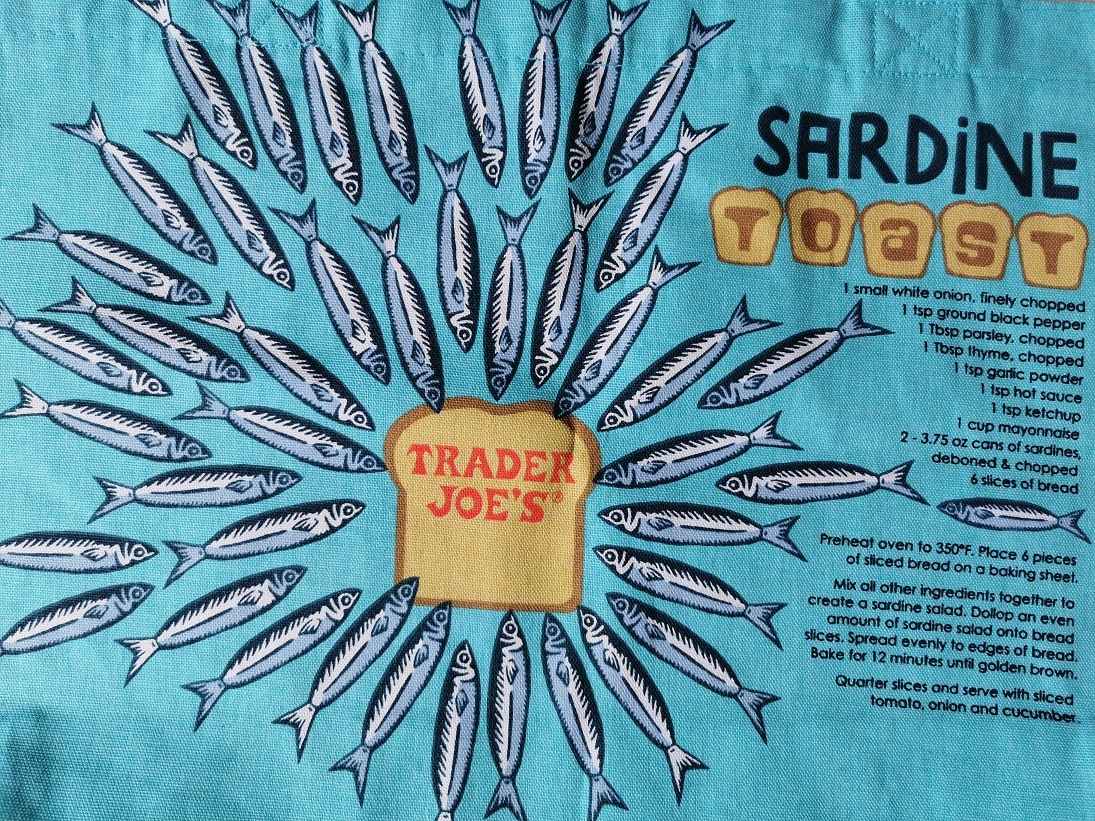 SARDiNE
TOaST
1 small white onion, finely chopped
1 tsp ground black pepper
1 Tbsp parsley, chopped
1 Tbsp thyme, chopped
1 tsp garlic powder
1 tsp hot sauce
1 tsp ketchup
1 cup mayonnaise
2 - 3.75 oz cans of sardines,
deboned & chopped
6 slices of bread
TRADER
JOE'S®
Preheat oven to 350°F. Place 6 pieces
of sliced bread on a baking sheet.
Mix all other ingredients together to
create a sardine salad. Dollop an even
amount of sardine salad onto bread
slices. Spread evenly to edges of bread.
Bake for 12 minutes until golden brown.
Quarter slices and serve with sliced
tomato, onion and cucumber.